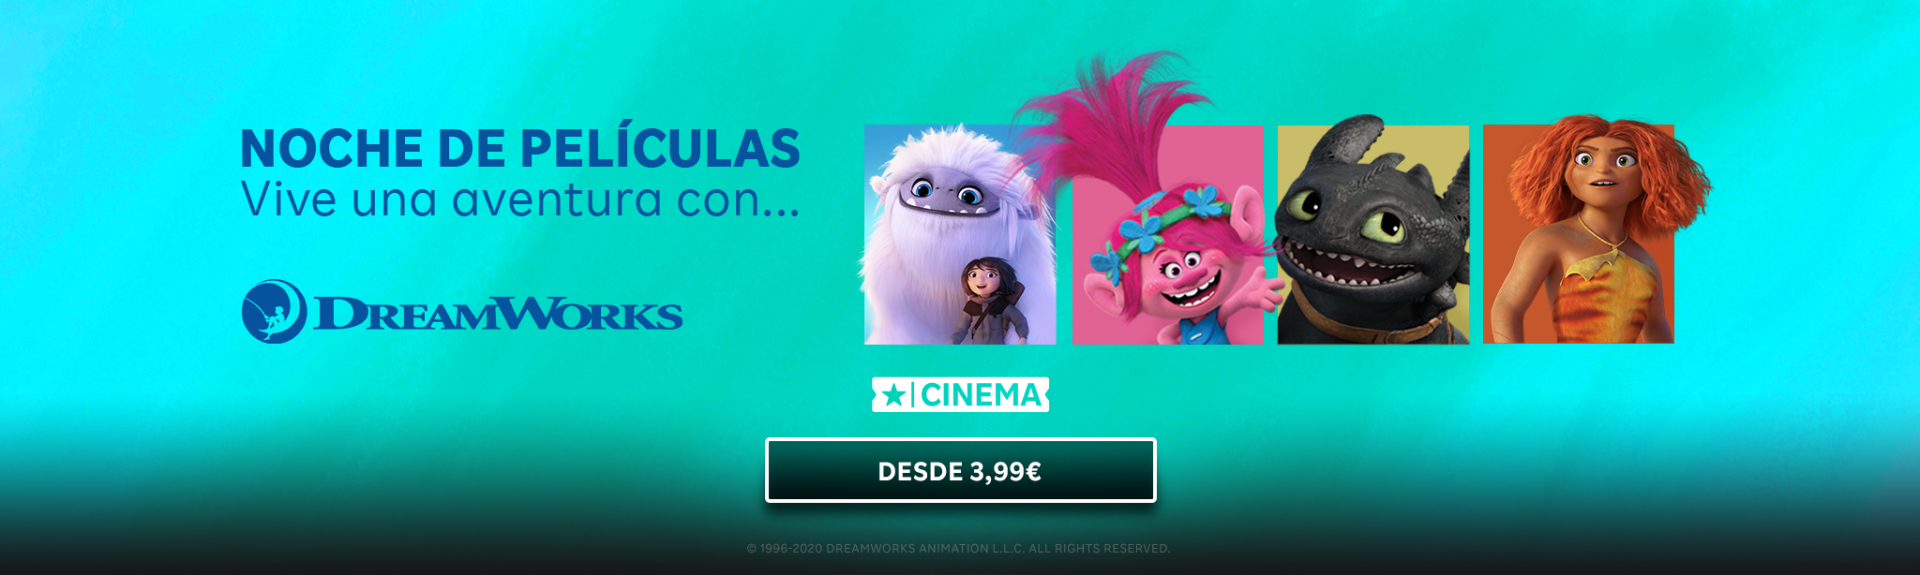 NOCHE DE PELÍCULAS
Vive una aventura con...
DREAMWORKS
CINEMA
DESDE 3,99€
© 1996-2020 DREAMWORKS ANIMATION L.L.C. ALL RIGHTS RESERVED.